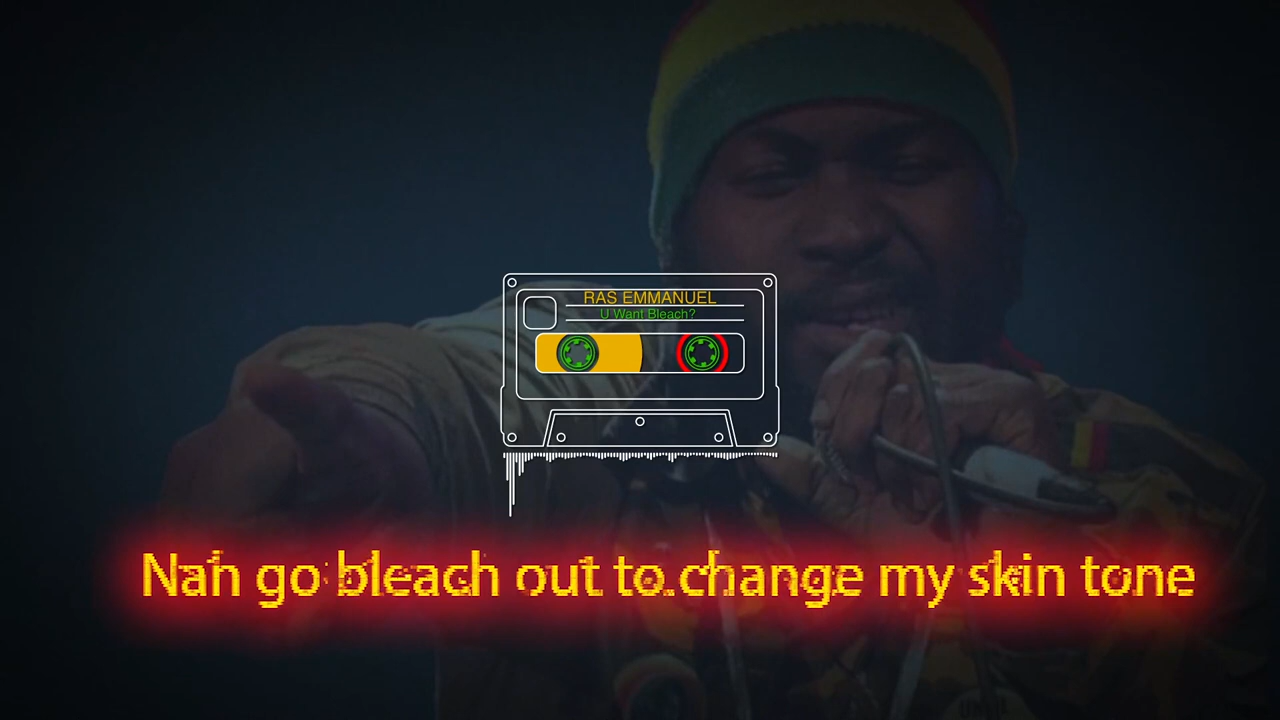 RAS EMMANUEL
U Want Bleach?
Nah go bleach out to change my skin tone